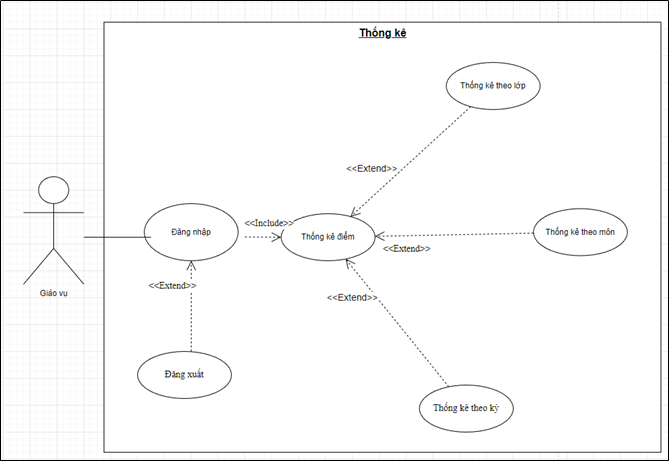 Thống kê
Thống kê theo lớp
<<Extend>>
Đăng nhập
<<Include>>
Thống kê điểm
Thống kê theo môn
<<Extend>>
Giáo vụ
<<Extend>>
<<Extend>>
Đăng xuất
Thống kê theo kỳ